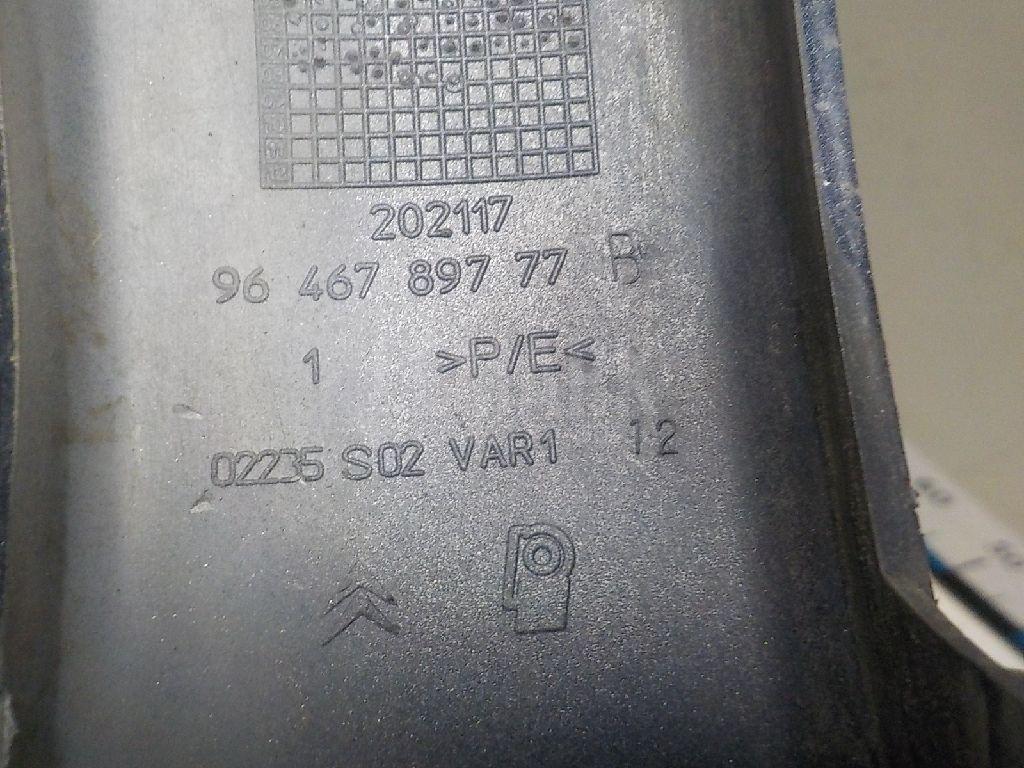 202117
96 467 897 77 B
1 >P/E<
02235 S02 VAR1 12